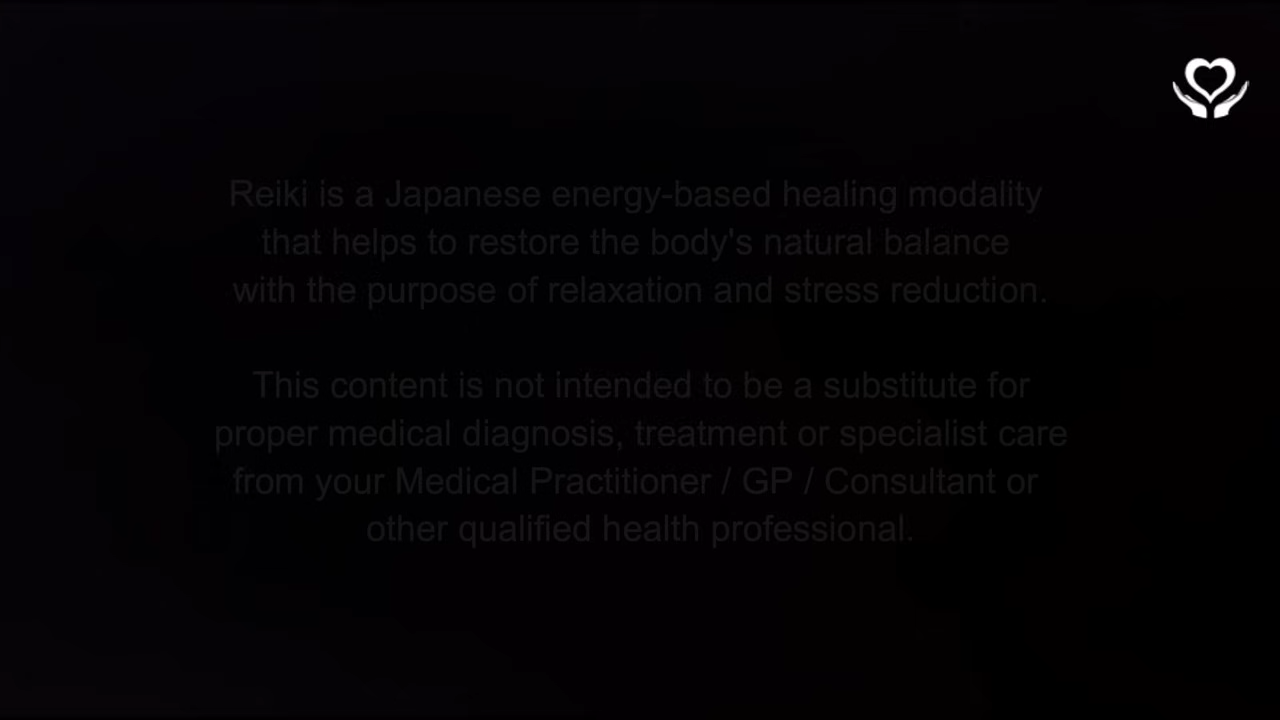 Reiki is a Japanese energy-based healing modality
that helps to restore the body's natural balance
with the purpose of relaxation and stress reduction.
This content is not intended to be a substitute for
proper medical diagnosis, treatment or specialist care
from your Medical Practitioner / GP / Consultant or
other qualified health professional.